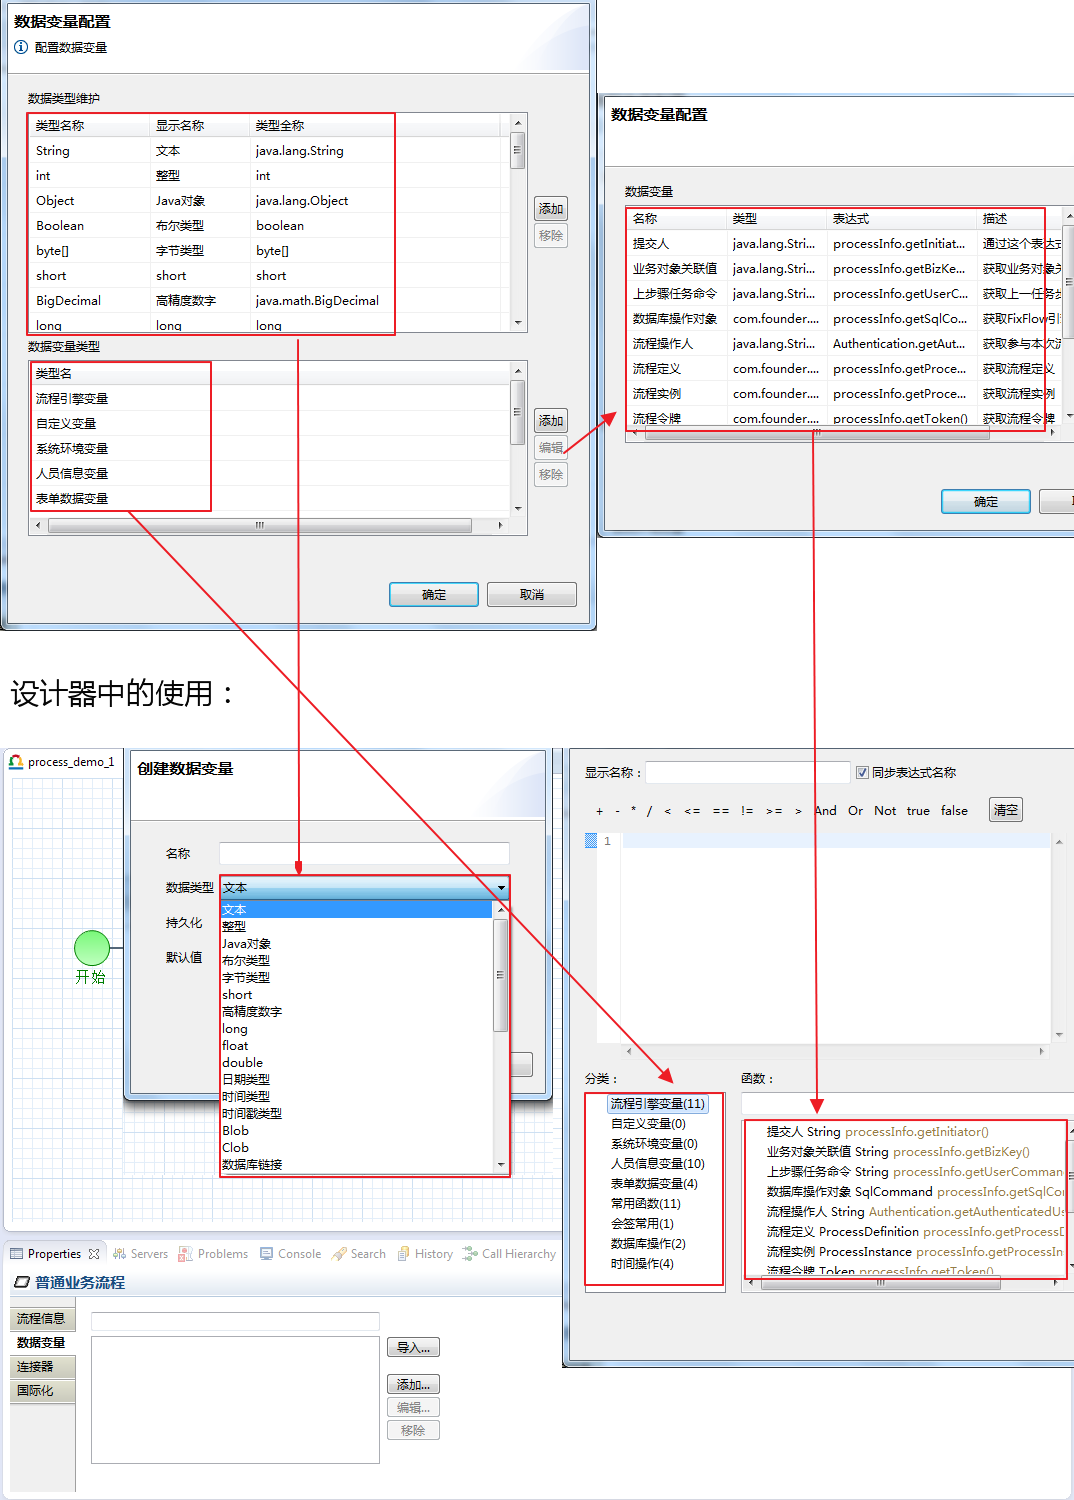 数据变量配置
配置数据变量
数据类型维护
类型名称 显示名称 类型全称
String 文本 java.lang.String
int 整型 int
Object Java对象 java.lang.Object
Boolean 布尔类型 boolean
byte[] 字节类型 byte[]
short short short
BigDecimal 高精度数字 java.math.BigDecimal
long long long
添加
移除
数据变量类型
类型名
流程引擎变量
自定义变量
系统环境变量
人员信息变量
表单数据变量
添加
编辑
移除
确定 取消
数据变量配置
数据变量
名称 类型 表达式 描述
提交人 java.lang.Stri... processInfo.getInitiat... 通过这个表达式
业务对象关联值 java.lang.Stri... processInfo.getBizKe... 获取业务对象关
上步骤任务命令 java.lang.Stri... processInfo.getUserC... 获取上一任务步
数据库操作对象 com.founder.... processInfo.getSqlCo... 获取FixFlow引
流程操作人 java.lang.Stri... Authentication.getAut... 获取参与本次流
流程定义 com.founder.... processInfo.getProce... 获取流程定义
流程实例 com.founder.... processInfo.getProce... 获取流程实例
流程令牌 com.founder.... processInfo.getToken() 获取流程令牌
确定
设计器中的使用：
process_demo_1
开始
创建数据变量
名称
数据类型 文本
持久化
默认值
文本
整型
Java对象
布尔类型
字节类型
short
高精度数字
long
float
double
日期类型
时间类型
时间戳类型
Blob
Clob
数据库链接
显示名称： 同步表达式名称
+ - * / < <= == != >= > And Or Not true false 清空
1
分类： 函数：
流程引擎变量(11)
自定义变量(0)
系统环境变量(0)
人员信息变量(10)
表单数据变量(4)
常用函数(11)
会签常用(1)
数据库操作(2)
时间操作(4)
提交人 String processInfo.getInitiator()
业务对象关联值 String processInfo.getBizKey()
上步骤任务命令 String processInfo.getUserComman
数据库操作对象 SqlCommand processInfo.getSqlCo
流程操作人 String Authentication.getAuthenticatedUs
流程定义 ProcessDefinition processInfo.getProcessD
流程实例 ProcessInstance processInfo.getProcessIn
流程令牌 Token processInfo.getToken()
Properties Servers Problems Console Search History Call Hierarchy
普通业务流程
流程信息
数据变量
连接器
国际化
导入...
添加...
编辑...
移除